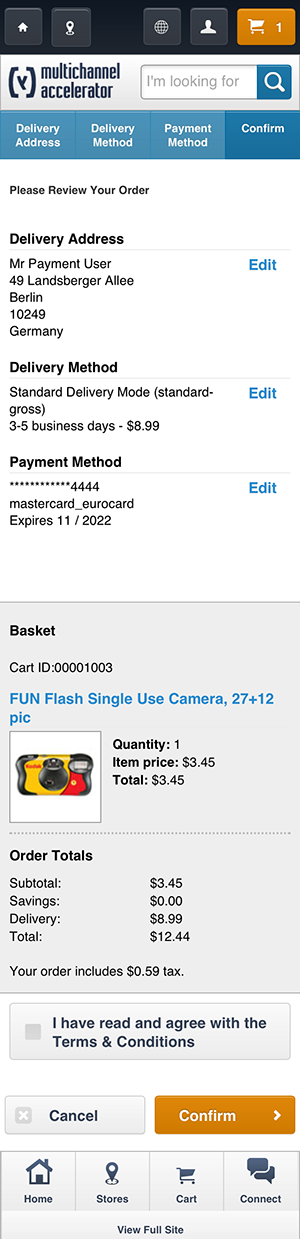 1
(y) multichannel
accelerator
I'm looking for
Delivery
Address
Delivery
Method
Payment
Method
Confirm
Please Review Your Order
Delivery Address
Mr Payment User
Edit
49 Landsberger Allee
Berlin
10249
Germany
Delivery Method
Standard Delivery Mode (standard-
gross)
Edit
3-5 business days - $8.99
Payment Method
************4444
Edit
mastercard_eurocard
Expires 11 / 2022
Basket
Cart ID:00001003
FUN Flash Single Use Camera, 27+12
pic
Kodak
Quantity: 1
Item price: $3.45
Total: $3.45
Order Totals
Subtotal: $3.45
Savings: $0.00
Delivery: $8.99
Total: $12.44
Your order includes $0.59 tax.
I have read and agree with the
Terms & Conditions
Cancel
Confirm
Home
Stores
Cart
Connect
View Full Site